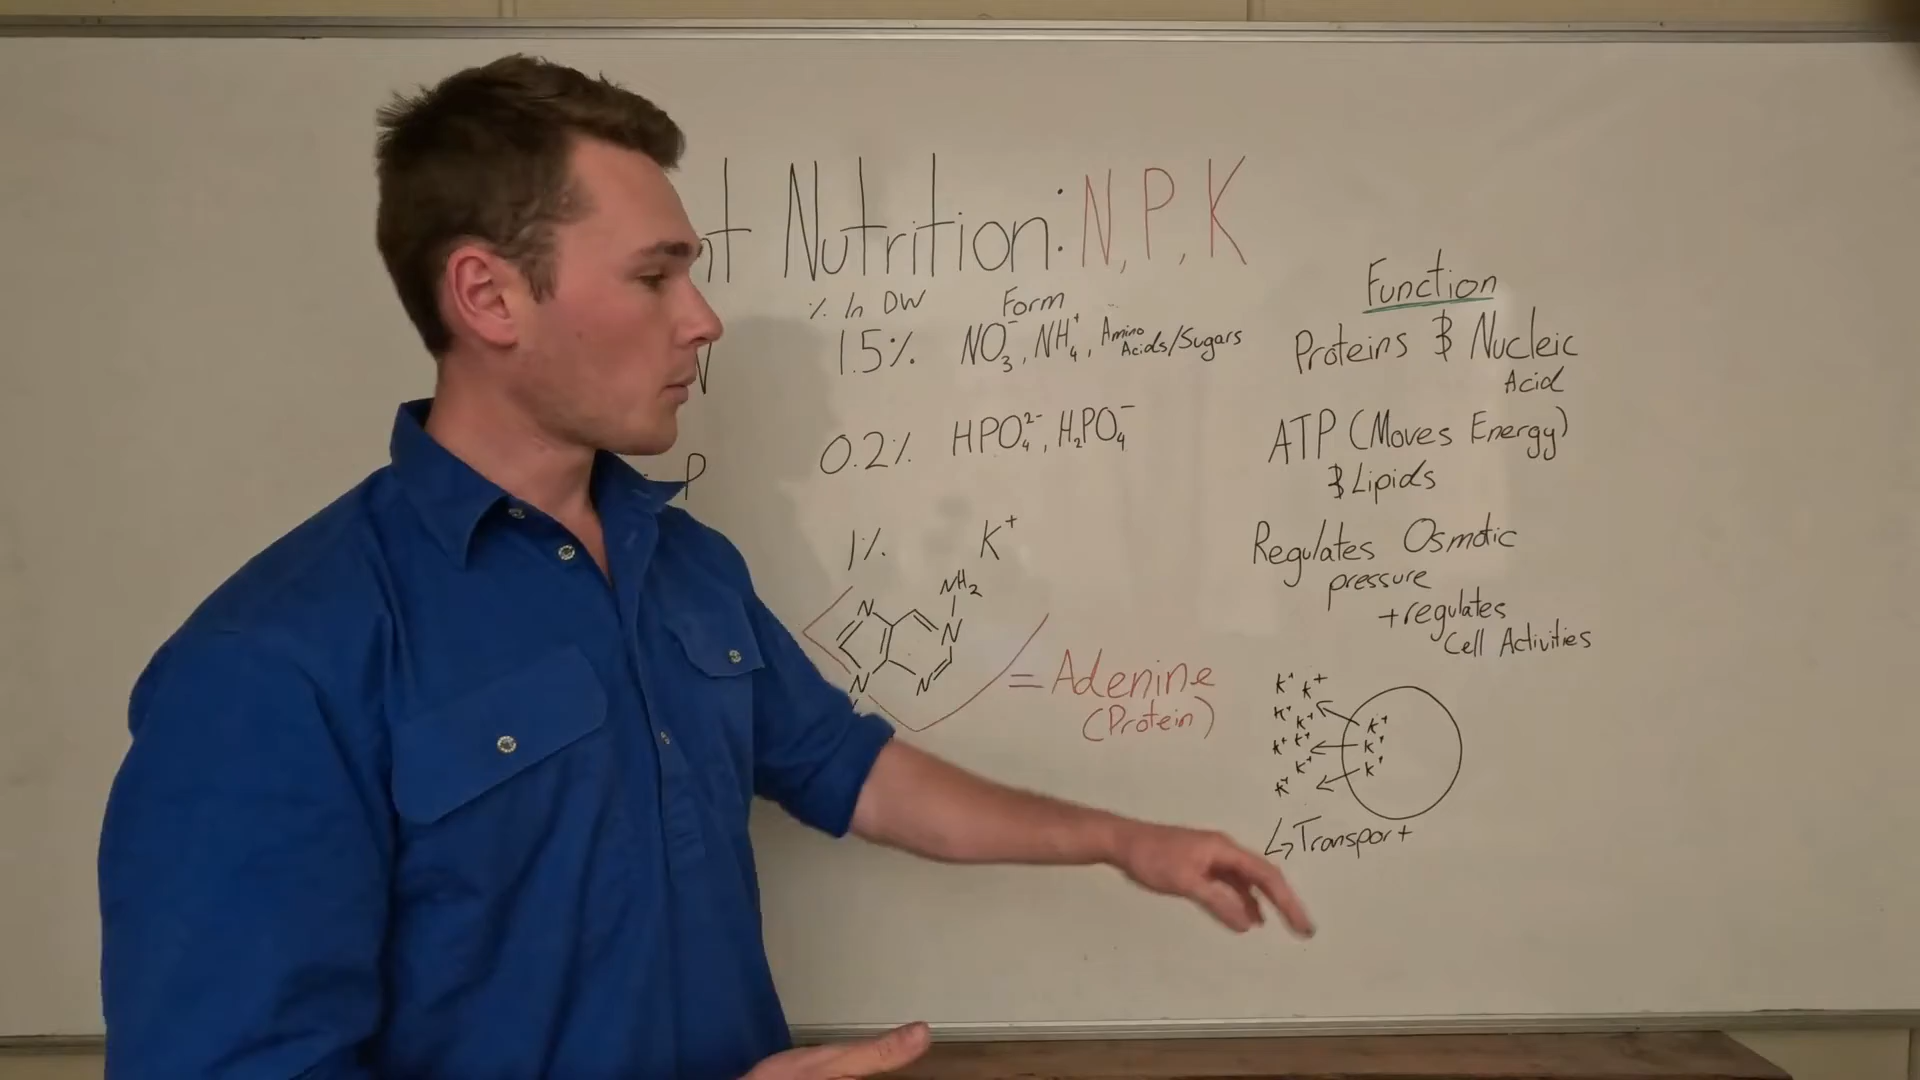 nt Nutrition: N, P, K
% In DW Form Function
1.5% NO₃⁻, NH₄⁺, Amino Acids/Sugars
Proteins & Nucleic
Acid
P 0.2% HPO₄²⁻, H₂PO₄⁻
ATP (Moves Energy)
& Lipids
1% K⁺
Regulates Osmotic
pressure
+regulates
Cell Activities
NH₂
N N
N N
= Adenine
(Protein)
K⁺ K⁺
K⁺ K⁺ K⁺
K⁺ K⁺ K⁺
K⁺ K⁺
K⁺
↳ Transport